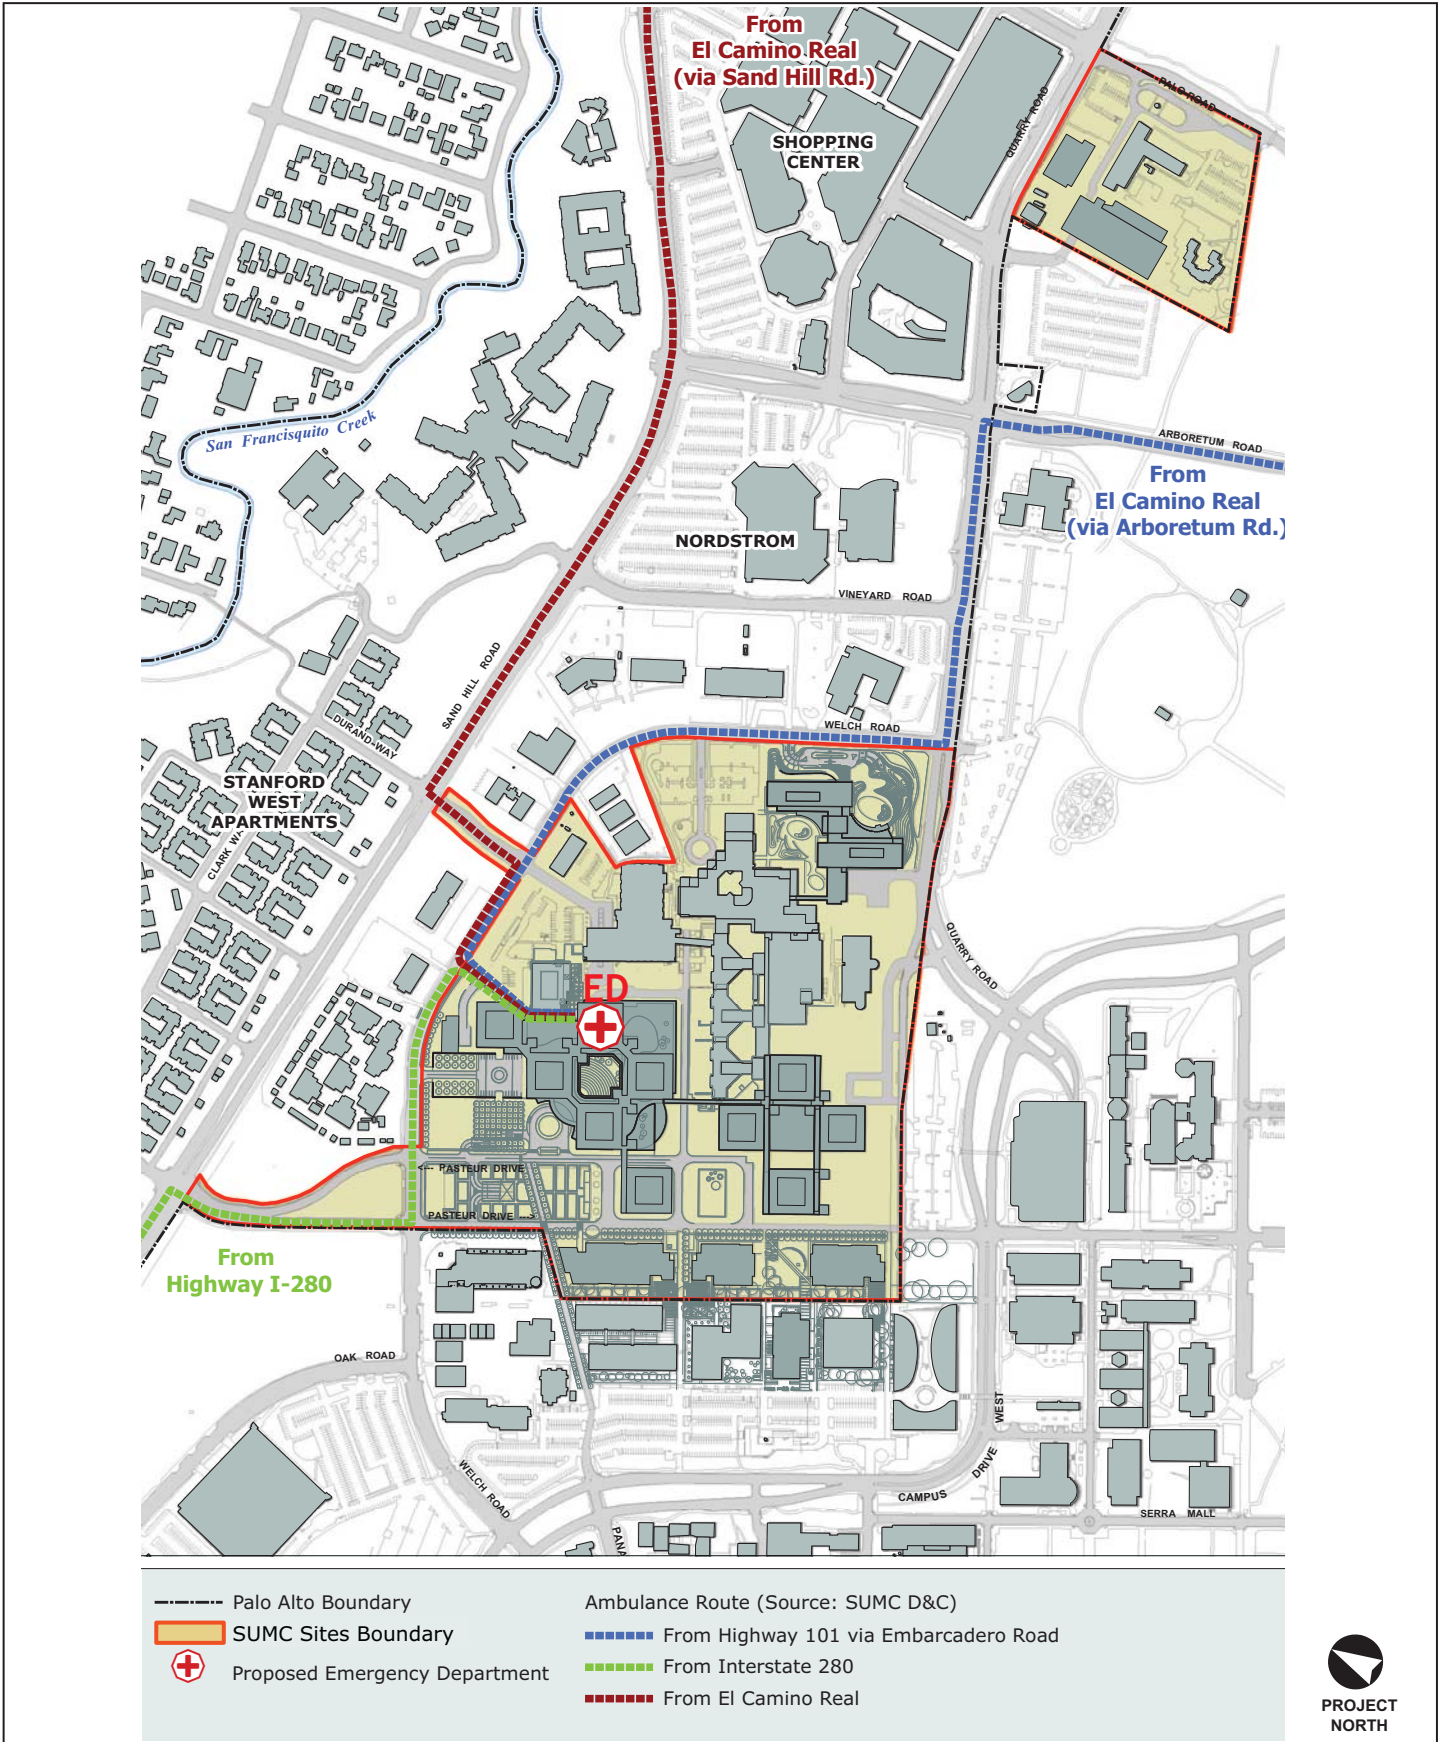 From
El Camino Real
(via Sand Hill Rd.)
PALO ROAD
QUARRY ROAD
SHOPPING
CENTER
San Francisquito Creek
ARBORETUM ROAD
From
El Camino Real
(via Arboretum Rd.)
NORDSTROM
VINEYARD ROAD
SAND HILL ROAD
DURAND WAY
WELCH ROAD
STANFORD
WEST
APARTMENTS
CLARK WA
QUARRY ROAD
ED
<--- PASTEUR DRIVE
PASTEUR DRIVE --->
From
Highway I-280
OAK ROAD
WELCH ROAD
WEST
DRIVE
CAMPUS
SERRA MALL
PANA
Palo Alto Boundary
SUMC Sites Boundary
Proposed Emergency Department
Ambulance Route (Source: SUMC D&C)
From Highway 101 via Embarcadero Road
From Interstate 280
From El Camino Real
PROJECT
NORTH